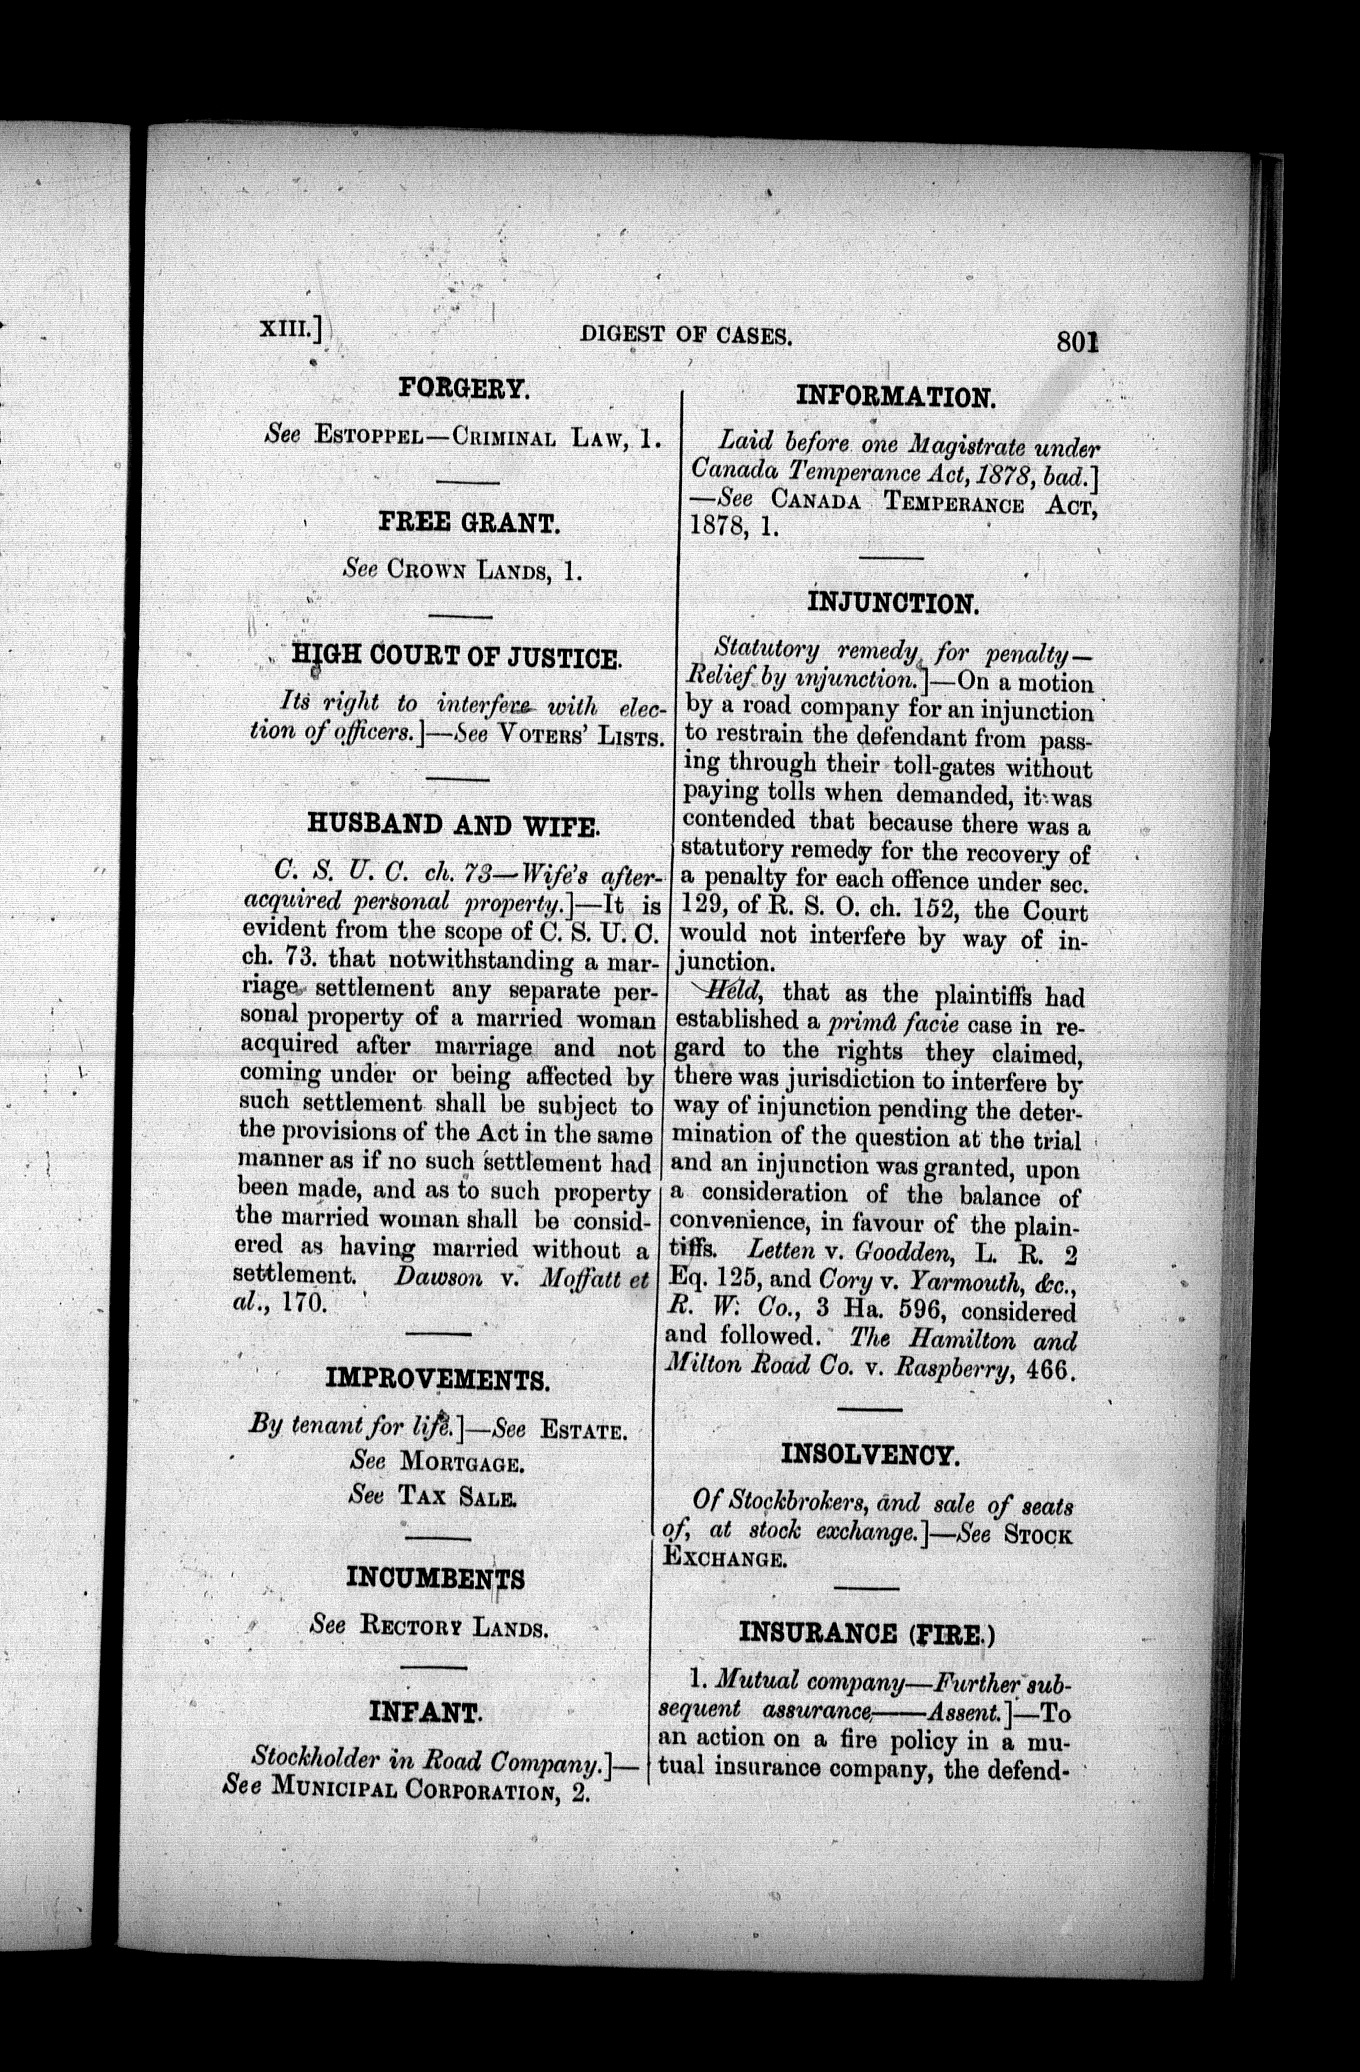 XIII.]
DIGEST OF CASES.
801
FORGERY.
See ESTOPPEL—CRIMINAL LAW, 1.
FREE GRANT.
See CROWN LANDS, 1.
HIGH COURT OF JUSTICE.
Its right to interfere with elec-
tion of officers.]—See VOTERS' LISTS.
HUSBAND AND WIFE.
C. S. U. C. ch. 73—Wife's after-
acquired personal property.]—It is
evident from the scope of C. S. U. C.
ch. 73. that notwithstanding a mar-
riage settlement any separate per-
sonal property of a married woman
acquired after marriage and not
coming under or being affected by
such settlement shall be subject to
the provisions of the Act in the same
manner as if no such settlement had
been made, and as to such property
the married woman shall be consid-
ered as having married without a
settlement. Dawson v. Moffatt et
al., 170.
IMPROVEMENTS.
By tenant for life.]—See ESTATE.
See MORTGAGE.
See TAX SALE.
INCUMBENTS
See RECTORY LANDS.
INFANT.
Stockholder in Road Company.]—
See MUNICIPAL CORPORATION, 2.
INFORMATION.
Laid before one Magistrate under
Canada Temperance Act, 1878, bad.]
—See CANADA TEMPERANCE ACT,
1878, 1.
INJUNCTION.
Statutory remedy for penalty—
Relief by injunction.]—On a motion
by a road company for an injunction
to restrain the defendant from pass-
ing through their toll-gates without
paying tolls when demanded, it was
contended that because there was a
statutory remedy for the recovery of
a penalty for each offence under sec.
129, of R. S. O. ch. 152, the Court
would not interfere by way of in-
junction.
Held, that as the plaintiffs had
established a primâ facie case in re-
gard to the rights they claimed,
there was jurisdiction to interfere by
way of injunction pending the deter-
mination of the question at the trial
and an injunction was granted, upon
a consideration of the balance of
convenience, in favour of the plain-
tiffs. Letten v. Goodden, L. R. 2
Eq. 125, and Cory v. Yarmouth, &c.,
R. W. Co., 3 Ha. 596, considered
and followed. The Hamilton and
Milton Road Co. v. Raspberry, 466.
INSOLVENCY.
Of Stockbrokers, and sale of seats
of, at stock exchange.]—See STOCK
EXCHANGE.
INSURANCE (FIRE.)
1. Mutual company—Further sub-
sequent assurance,——Assent.]—To
an action on a fire policy in a mu-
tual insurance company, the defend-